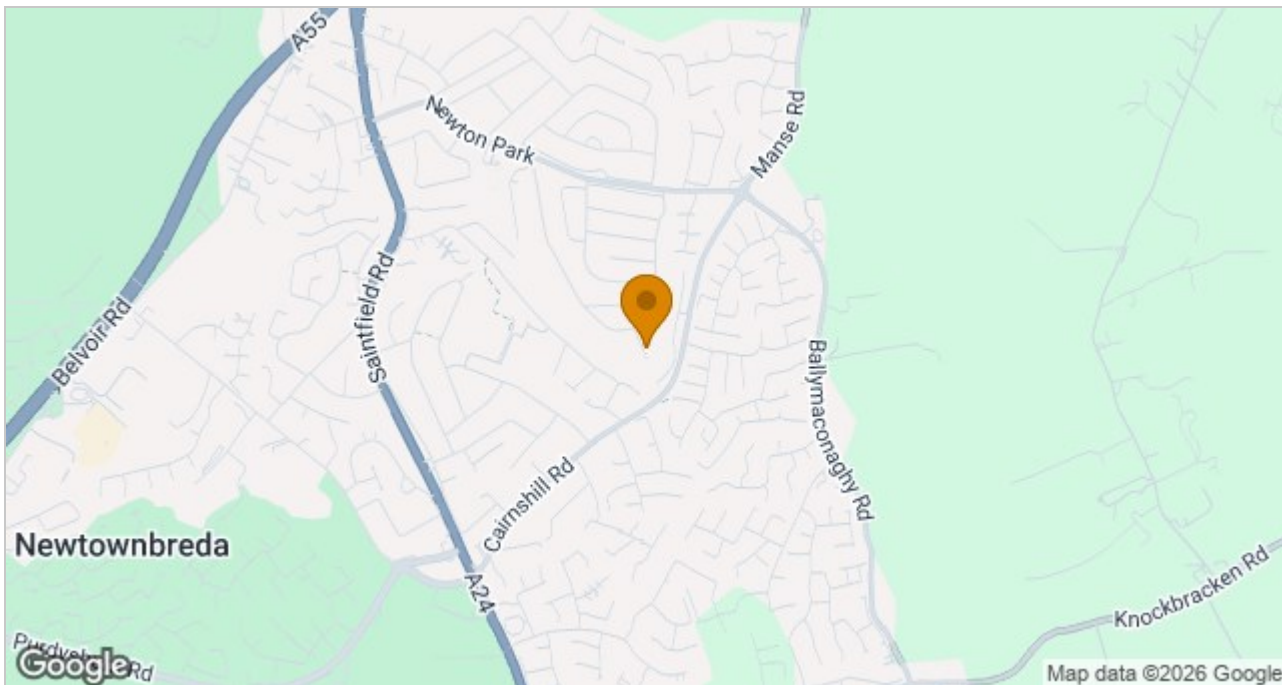 A55
Newton Park
Manse Rd
Saintfield Rd
Belvoir Rd
Ballymaconaghy Rd
Cairnshill Rd
Newtownbreda
A24
Knockbracken Rd
Google
Map data ©2026 Google